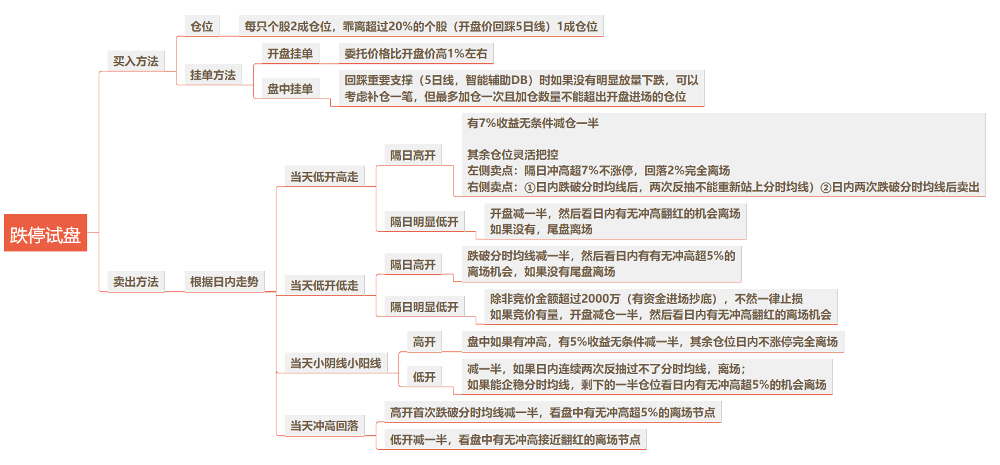 跌停试盘
买入方法
仓位
每只个股2成仓位，乖离超过20%的个股（开盘价回踩5日线）1成仓位
挂单方法
开盘挂单
委托价格比开盘价高1%左右
盘中挂单
回踩重要支撑（5日线，智能辅助DB）时如果没有明显放量下跌，可以
考虑补仓一笔，但最多加仓一次且加仓数量不能超出开盘进场的仓位
卖出方法
根据日内走势
当天低开高走
隔日高开
有7%收益无条件减仓一半
其余仓位灵活把控
左侧卖点：隔日冲高超7%不涨停，回落2%完全离场
右侧卖点：①日内跌破分时均线后，两次反抽不能重新站上分时均线）②日内两次跌破分时均线后卖出
隔日明显低开
开盘减一半，然后看日内有无冲高翻红的机会离场
如果没有，尾盘离场
当天低开低走
隔日高开
跌破分时均线减一半，然后看日内有有无冲高超5%的
离场机会，如果没有尾盘离场
隔日明显低开
除非竞价金额超过2000万（有资金进场抄底），不然一律止损
如果竞价有量，开盘减仓一半，然后看日内有无冲高翻红的离场机会
当天小阴线小阳线
高开
盘中如果有冲高，有5%收益无条件减一半，其余仓位日内不涨停完全离场
低开
减一半，如果日内连续两次反抽过不了分时均线，离场；
如果能企稳分时均线，剩下的一半仓位看日内有无冲高超5%的机会离场
当天冲高回落
高开首次跌破分时均线减一半，看盘中有无冲高超5%的离场节点
低开减一半，看盘中有无冲高接近翻红的离场节点